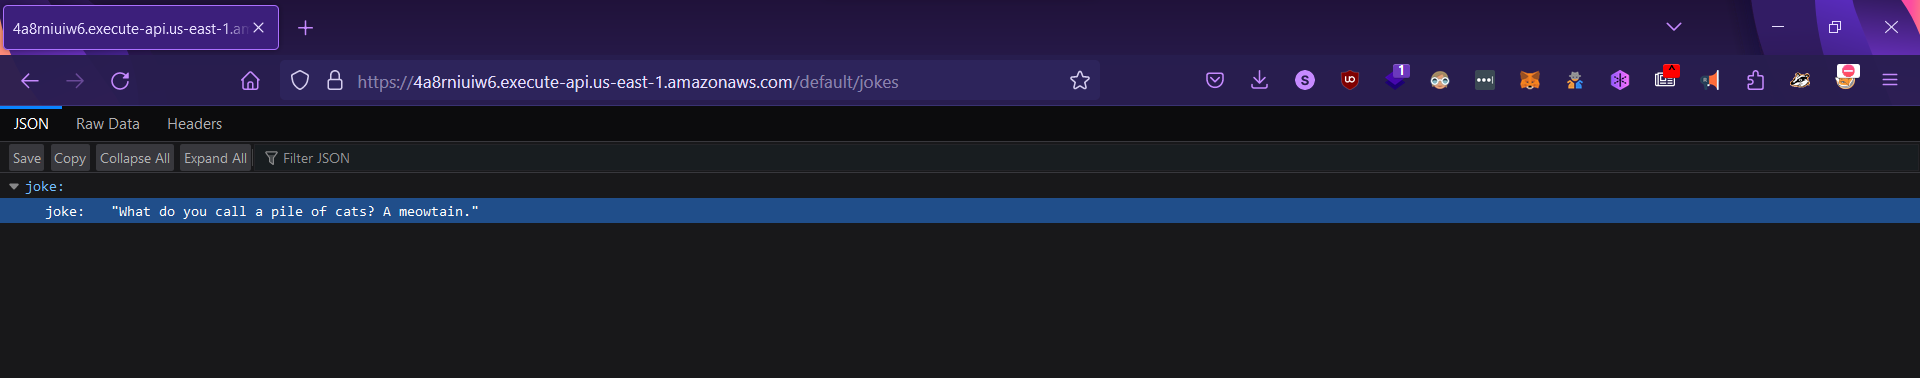 4a8rniuiw6.execute-api.us-east-1.am
https://4a8rniuiw6.execute-api.us-east-1.amazonaws.com/default/jokes
S
1
JSON Raw Data Headers
Save Copy Collapse All Expand All Filter JSON
joke:
joke: "What do you call a pile of cats? A meowtain."